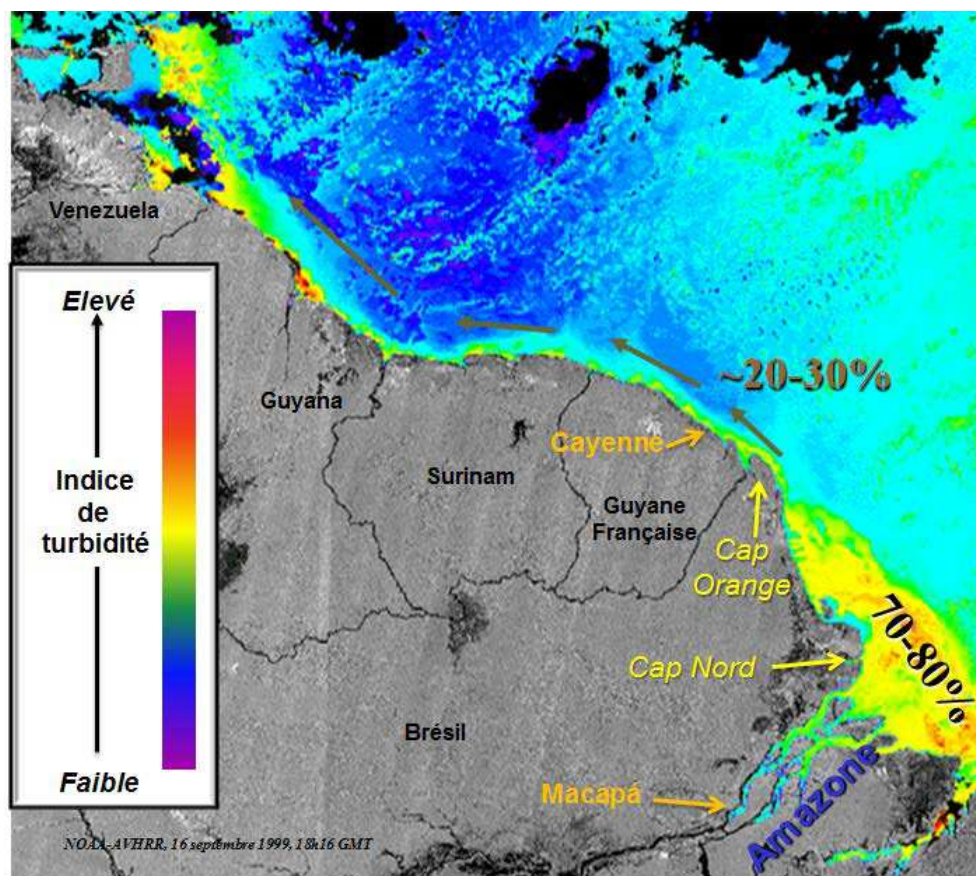 Venezuela
Elevé
Indice
de
turbidité
Faible
Guyana
Surinam
Guyane
Française
Cayenne
~20-30%
Cap
Orange
70-80%
Cap Nord
Brésil
Macapá
Amazone
NOAA-AVHRR, 16 septembre 1999, 18h16 GMT